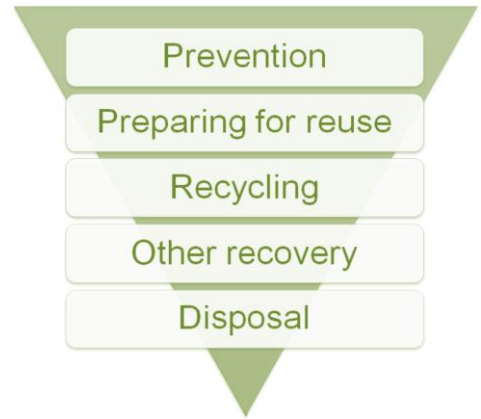 Prevention
Preparing for reuse
Recycling
Other recovery
Disposal